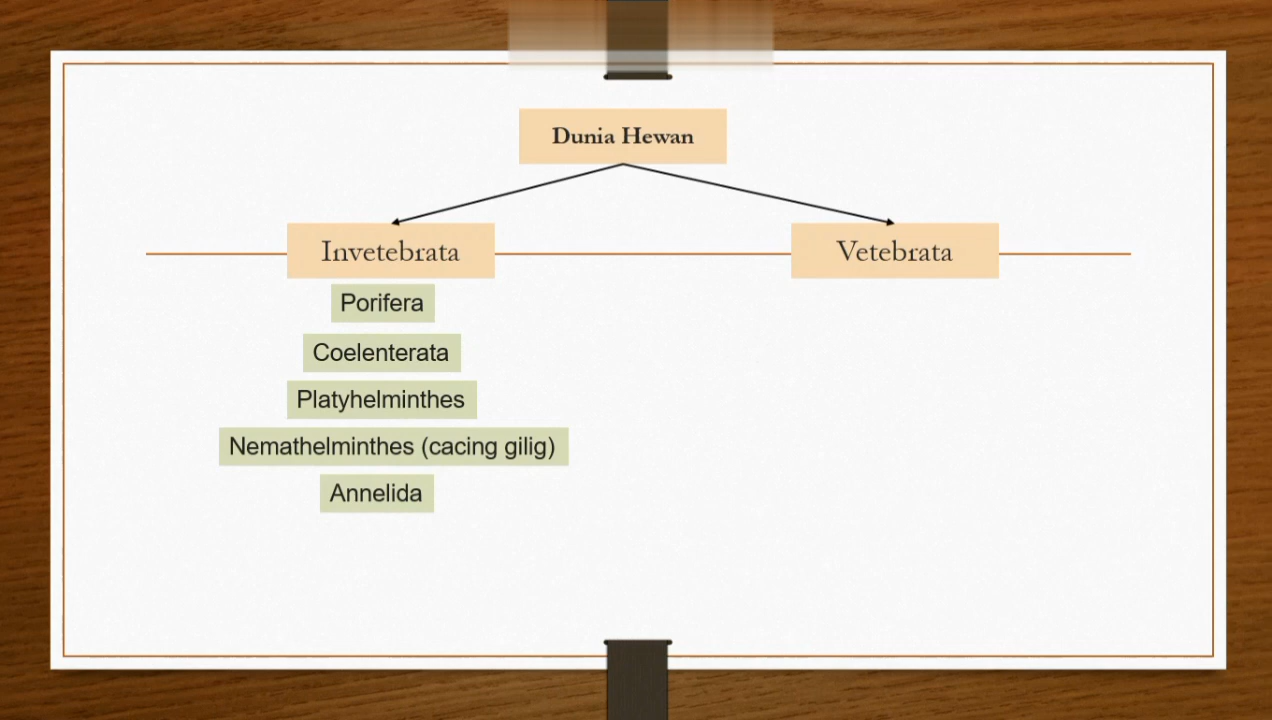 Dunia Hewan
Invetebrata
Vetebrata
Porifera
Coelenterata
Platyhelminthes
Nemathelminthes (cacing gilig)
Annelida